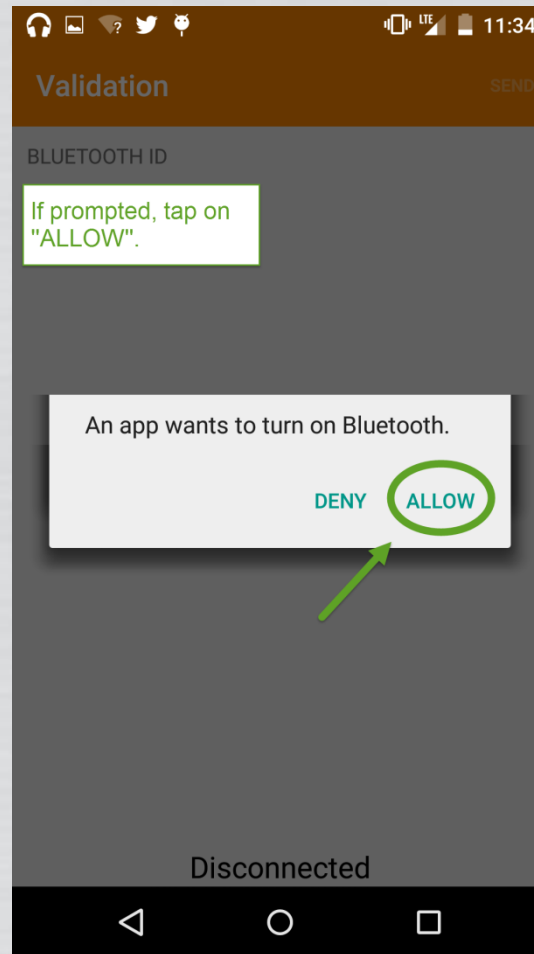 LTE 11:34
Validation SEND
BLUETOOTH ID
If prompted, tap on
"ALLOW".
An app wants to turn on Bluetooth.
DENY ALLOW
Disconnected